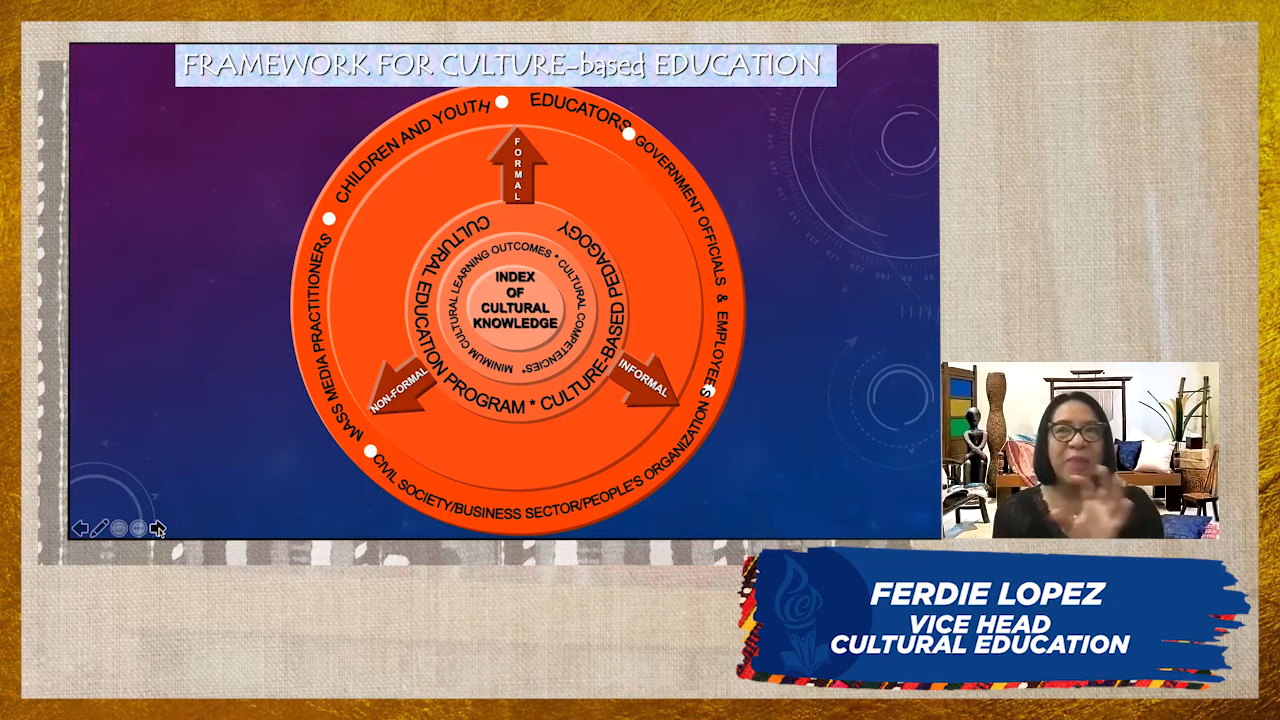 FRAMEWORK FOR CULTURE-based EDUCATION
CHILDREN AND YOUTH
EDUCATORS
GOVERNMENT OFFICIALS & EMPLOYEES
CIVIL SOCIETY/BUSINESS SECTOR/PEOPLE'S ORGANIZATION
MASS MEDIA PRACTITIONERS
FORMAL
NON-FORMAL
INFORMAL
CULTURAL EDUCATION PROGRAM * CULTURE-BASED PEDAGOGY
MINIMUM CULTURAL LEARNING OUTCOMES * CULTURAL COMPETENCIES*
INDEX
OF
CULTURAL
KNOWLEDGE
FERDIE LOPEZ
VICE HEAD
CULTURAL EDUCATION